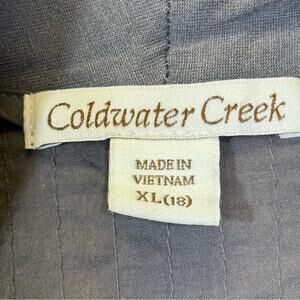 Coldwater Creek
MADE IN
VIETNAM
XL(18)